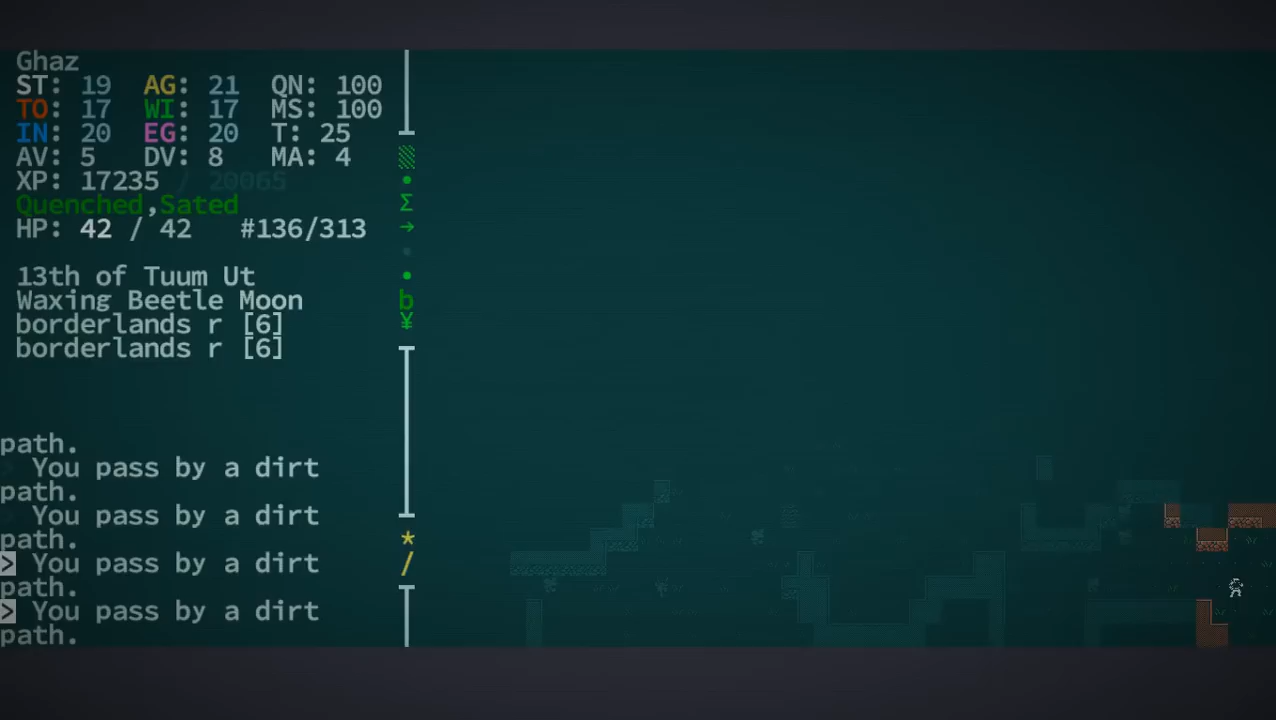 Ghaz
ST: 19 AG: 21 QN: 100
TO: 17 WI: 17 MS: 100
IN: 20 EG: 20 T: 25
AV: 5 DV: 8 MA: 4
XP: 17235 / 20065
Quenched,Sated
HP: 42 / 42 #136/313
13th of Tuum Ut
Waxing Beetle Moon
borderlands r [6]
borderlands r [6]
path.
You pass by a dirt
path.
You pass by a dirt
path.
> You pass by a dirt
path.
> You pass by a dirt
path.
•
Σ
→
•
b
¥
*
/